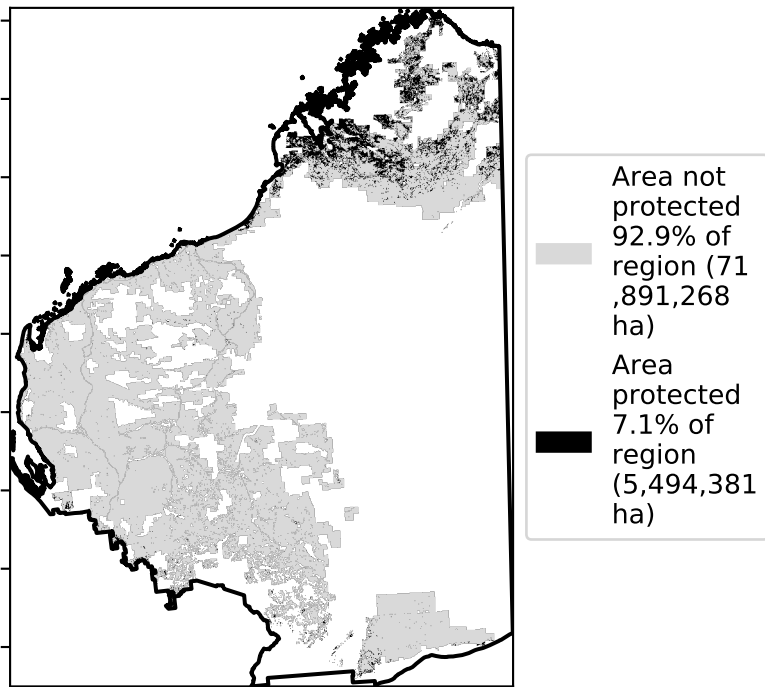 Area not
protected
92.9% of
region (71
,891,268
ha)
Area
protected
7.1% of
region
(5,494,381
ha)